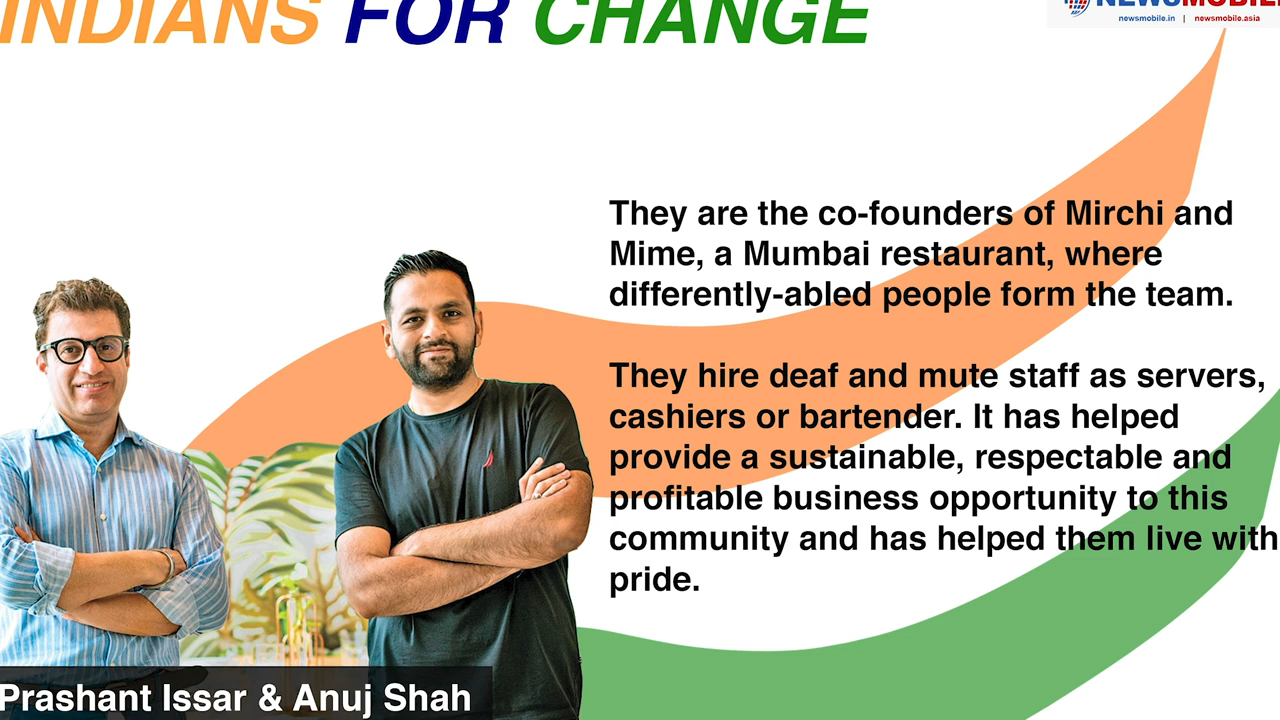 INDIANS FOR CHANGE
NEWSMOBILE
newsmobile.in | newsmobile.asia
They are the co-founders of Mirchi and
Mime, a Mumbai restaurant, where
differently-abled people form the team.
They hire deaf and mute staff as servers,
cashiers or bartender. It has helped
provide a sustainable, respectable and
profitable business opportunity to this
community and has helped them live with
pride.
Prashant Issar & Anuj Shah